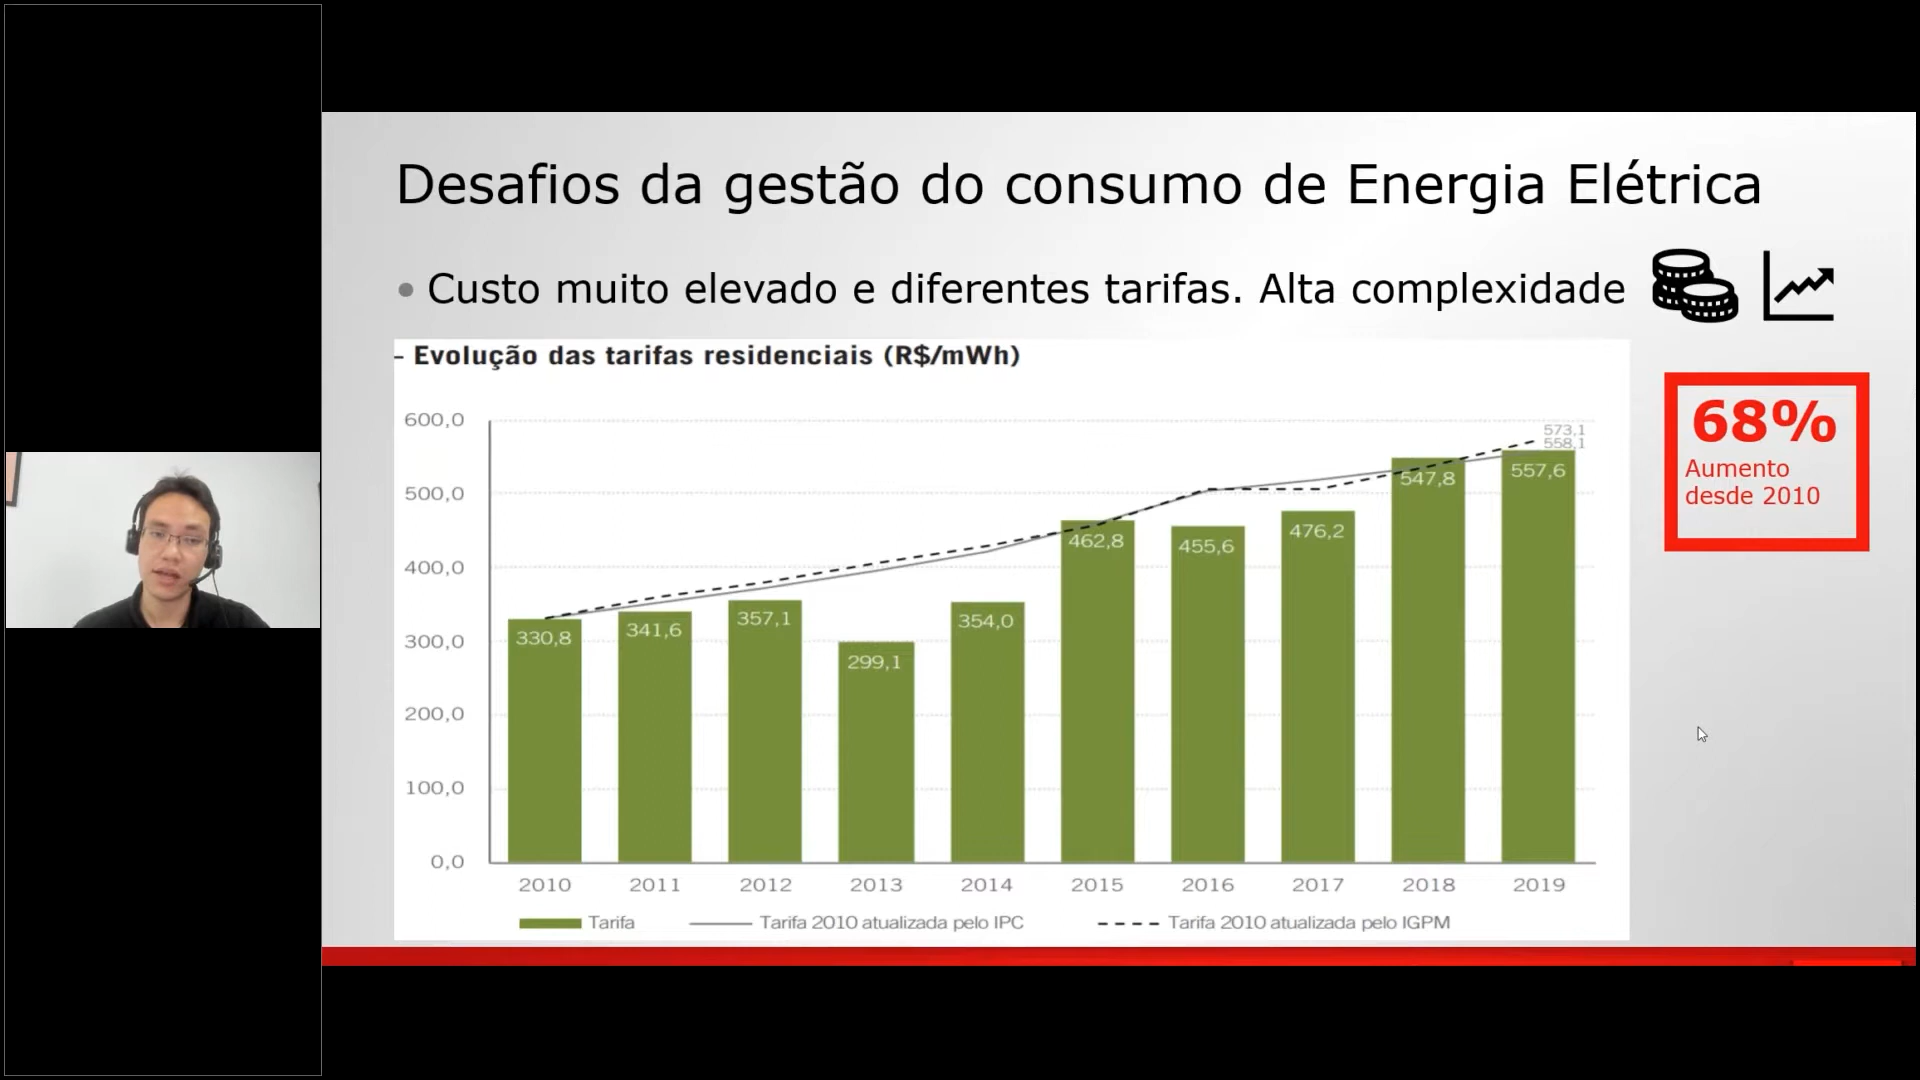 Desafios da gestão do consumo de Energia Elétrica
Custo muito elevado e diferentes tarifas. Alta complexidade
– Evolução das tarifas residenciais (R$/mWh)
68%
Aumento
desde 2010
600,0
500,0
400,0
300,0
200,0
100,0
0,0
330,8
341,6
357,1
299,1
354,0
462,8
455,6
476,2
547,8
557,6
573,1
558,1
2010 2011 2012 2013 2014 2015 2016 2017 2018 2019
Tarifa Tarifa 2010 atualizada pelo IPC Tarifa 2010 atualizada pelo IGPM